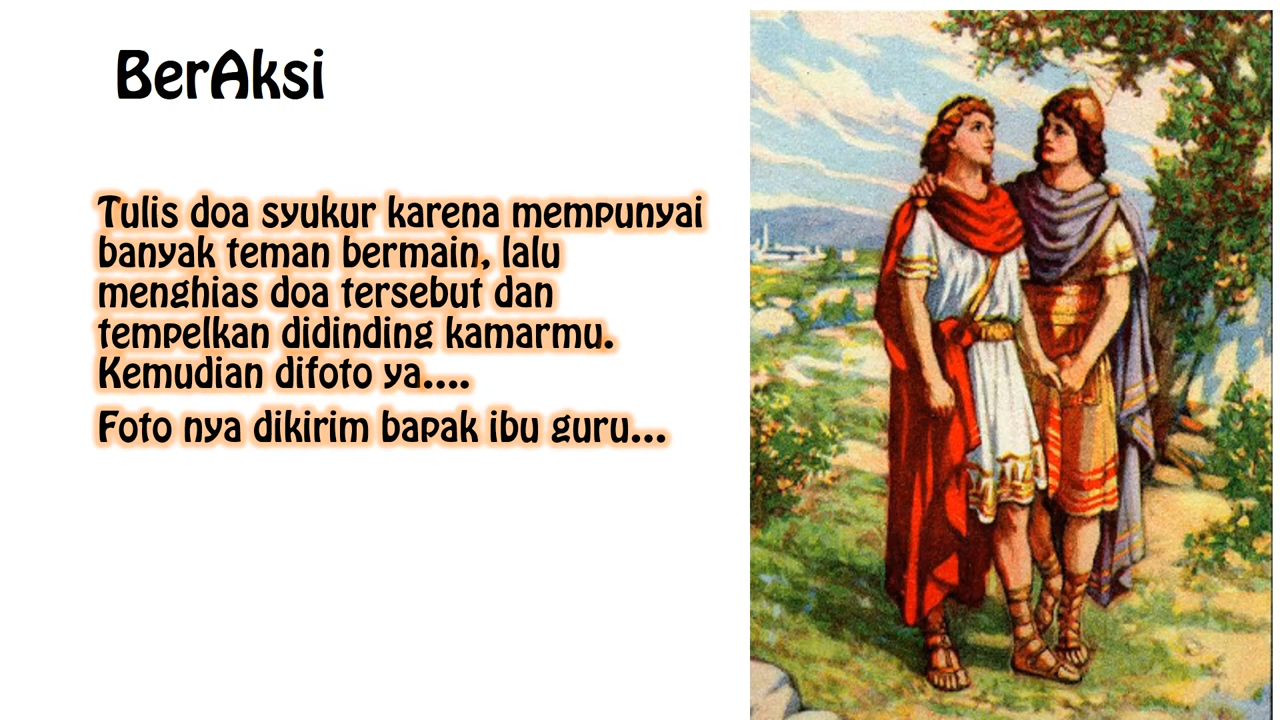 BerAksi
Tulis doa syukur karena mempunyai
banyak teman bermain, lalu
menghias doa tersebut dan
tempelkan didinding kamarmu.
Kemudian difoto ya....
Foto nya dikirim bapak ibu guru...